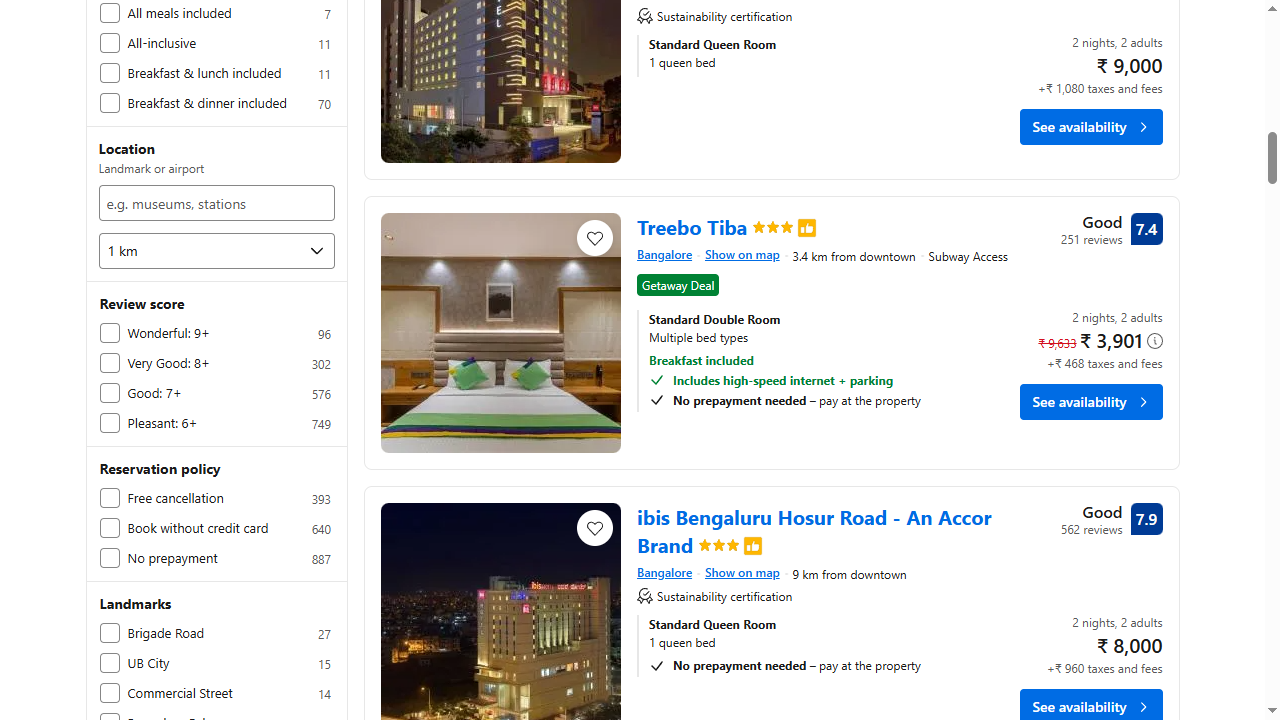 All meals included 7
All-inclusive 11
Breakfast & lunch included 11
Breakfast & dinner included 70
Location
Landmark or airport
e.g. museums, stations
1 km
Review score
Wonderful: 9+ 96
Very Good: 8+ 302
Good: 7+ 576
Pleasant: 6+ 749
Reservation policy
Free cancellation 393
Book without credit card 640
No prepayment 887
Landmarks
Brigade Road 27
UB City 15
Commercial Street 14
Sustainability certification
Standard Queen Room
1 queen bed
2 nights, 2 adults
₹ 9,000
+₹ 1,080 taxes and fees
See availability
Treebo Tiba
Good
251 reviews
7.4
Bangalore Show on map 3.4 km from downtown Subway Access
Getaway Deal
Standard Double Room
Multiple bed types
Breakfast included
Includes high-speed internet + parking
No prepayment needed – pay at the property
2 nights, 2 adults
₹ 9,633 ₹ 3,901
+₹ 468 taxes and fees
See availability
ibis Bengaluru Hosur Road - An Accor
Brand
Good
562 reviews
7.9
Bangalore Show on map 9 km from downtown
Sustainability certification
Standard Queen Room
1 queen bed
No prepayment needed – pay at the property
2 nights, 2 adults
₹ 8,000
+₹ 960 taxes and fees
See availability